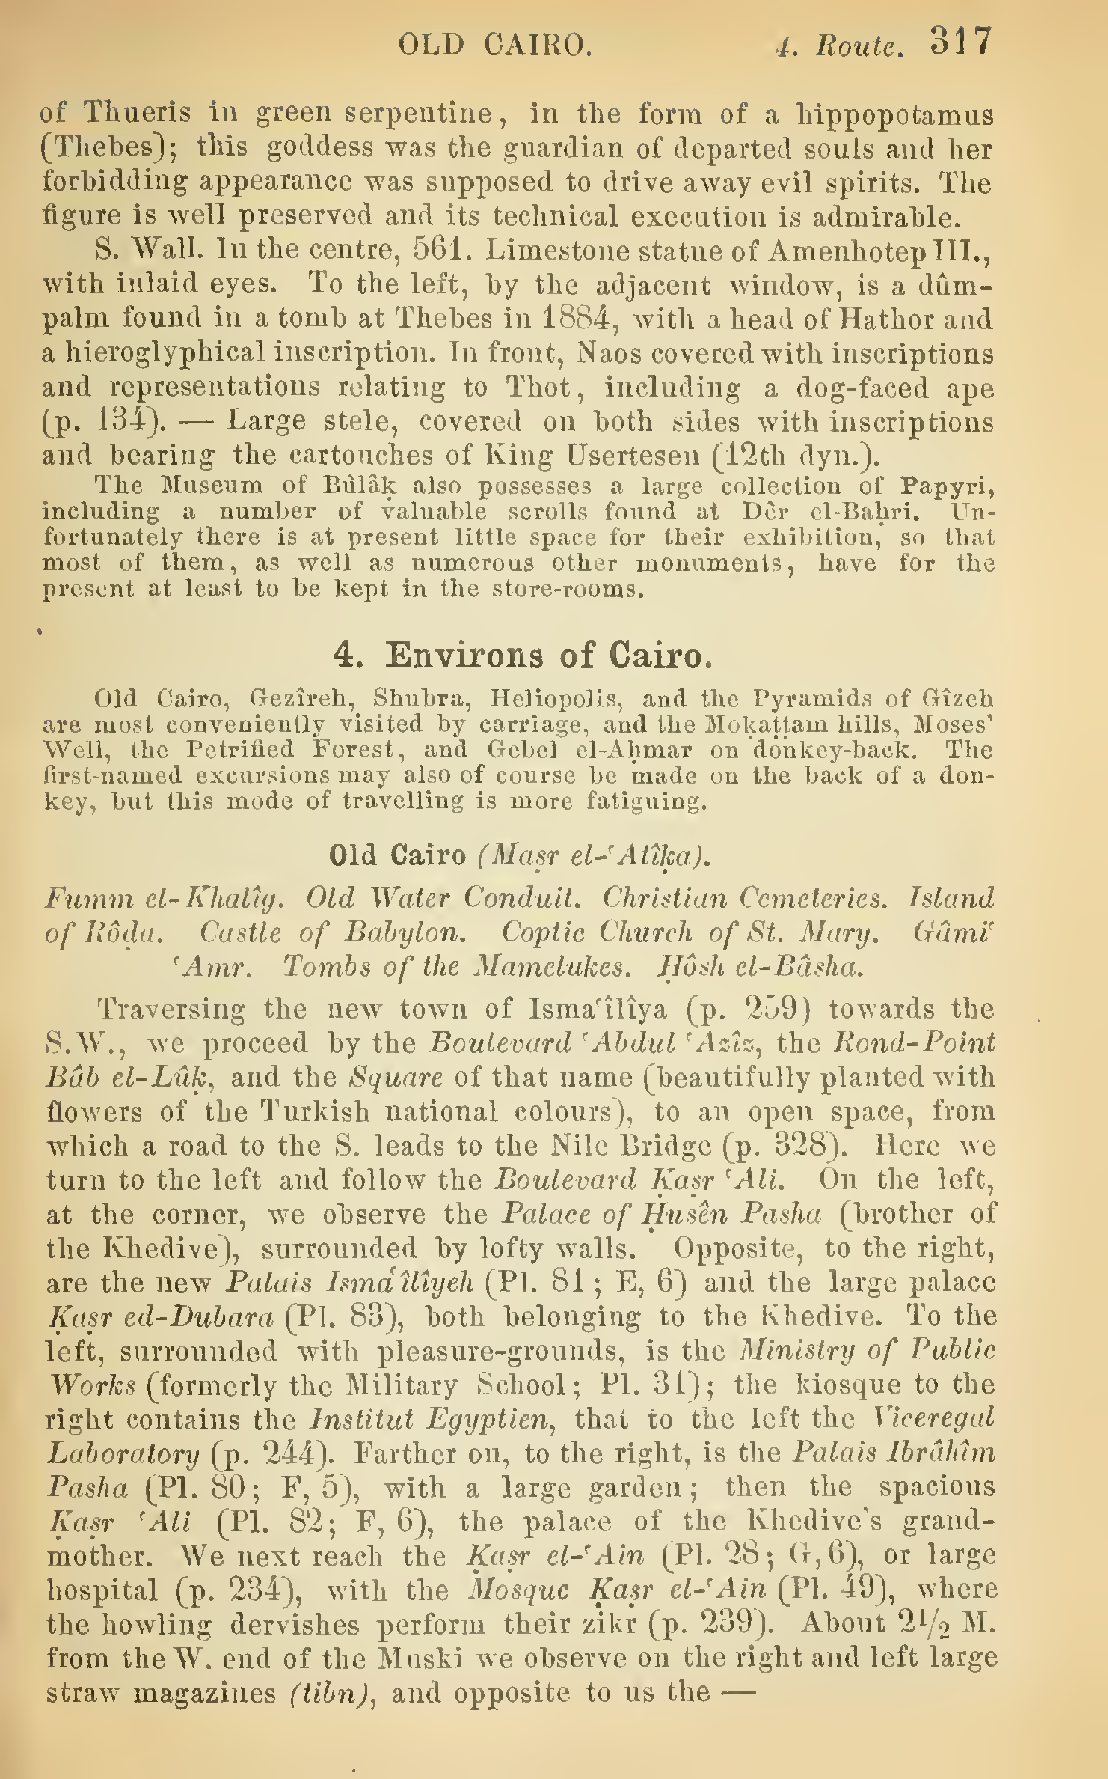 OLD CAIRO. 4. Route. 317
of Thueris in green serpentine, in the form of a hippopotamus
(Thebes); this goddess was the guardian of departed souls and her
forbidding appearance was supposed to drive away evil spirits. The
figure is well preserved and its technical execution is admirable.
S. Wall. In the centre, 561. Limestone statue of Amenhotep III.,
with inlaid eyes. To the left, by the adjacent window, is a dûm-
palm found in a tomb at Thebes in 1884, with a head of Hathor and
a hieroglyphical inscription. In front, Naos covered with inscriptions
and representations relating to Thot, including a dog-faced ape
(p. 134). — Large stele, covered on both sides with inscriptions
and bearing the cartouches of King Usertesen (12th dyn.).
The Museum of Bûlâḳ also possesses a large collection of Papyri,
including a number of valuable scrolls found at Dêr el-Baḥri. Un-
fortunately there is at present little space for their exhibition, so that
most of them, as well as numerous other monuments, have for the
present at least to be kept in the store-rooms.
4. Environs of Cairo.
Old Cairo, Gezîreh, Shubra, Heliopolis, and the Pyramids of Gîzeh
are most conveniently visited by carriage, and the Moḳaṭṭam hills, Moses'
Well, the Petrified Forest, and Gebel el-Aḥmar on donkey-back. The
first-named excursions may also of course be made on the back of a don-
key, but this mode of travelling is more fatiguing.
Old Cairo (Maṣr el-ʿAtîḳa).
Fumm el-Khalîg. Old Water Conduit. Christian Cemeteries. Island
of Rôḍa. Castle of Babylon. Coptic Church of St. Mary. Gâmiʿ
ʿAmr. Tombs of the Mamelukes. Ḥôsh el-Bâsha.
Traversing the new town of Ismaʿîlîya (p. 259) towards the
S.W., we proceed by the Boulevard ʿAbdul ʿAzîz, the Rond-Point
Bâb el-Lûḳ, and the Square of that name (beautifully planted with
flowers of the Turkish national colours), to an open space, from
which a road to the S. leads to the Nile Bridge (p. 328). Here we
turn to the left and follow the Boulevard Ḳaṣr ʿAli. On the left,
at the corner, we observe the Palace of Ḥusên Pasha (brother of
the Khedive), surrounded by lofty walls. Opposite, to the right,
are the new Palais Ismaʿîlîyeh (Pl. 81; E, 6) and the large palace
Ḳaṣr ed-Dubara (Pl. 83), both belonging to the Khedive. To the
left, surrounded with pleasure-grounds, is the Ministry of Public
Works (formerly the Military School; Pl. 31); the kiosque to the
right contains the Institut Egyptien, that to the left the Viceregal
Laboratory (p. 244). Farther on, to the right, is the Palais Ibrâhîm
Pasha (Pl. 80; F, 5), with a large garden; then the spacious
Ḳaṣr ʿAli (Pl. 82; F, 6), the palace of the Khedive's grand-
mother. We next reach the Ḳaṣr el-ʿAin (Pl. 28; G, 6), or large
hospital (p. 234), with the Mosque Ḳaṣr el-ʿAin (Pl. 49), where
the howling dervishes perform their zikr (p. 239). About 2½ M.
from the W. end of the Muski we observe on the right and left large
straw magazines (tibn), and opposite to us the —